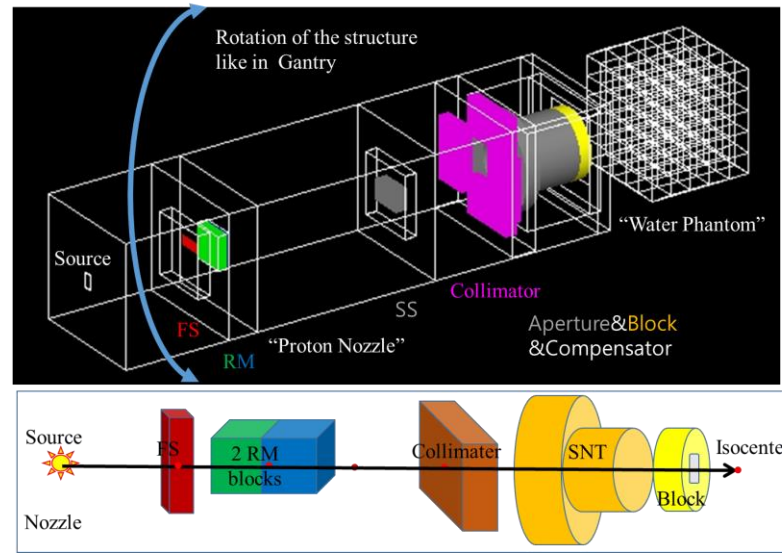 Rotation of the structure
like in Gantry
Source
FS
RM
"Proton Nozzle"
SS
Collimator
"Water Phantom"
Aperture&Block
&Compensator
Source
FS
2 RM
blocks
Collimater
SNT
Isocente
Block
Nozzle